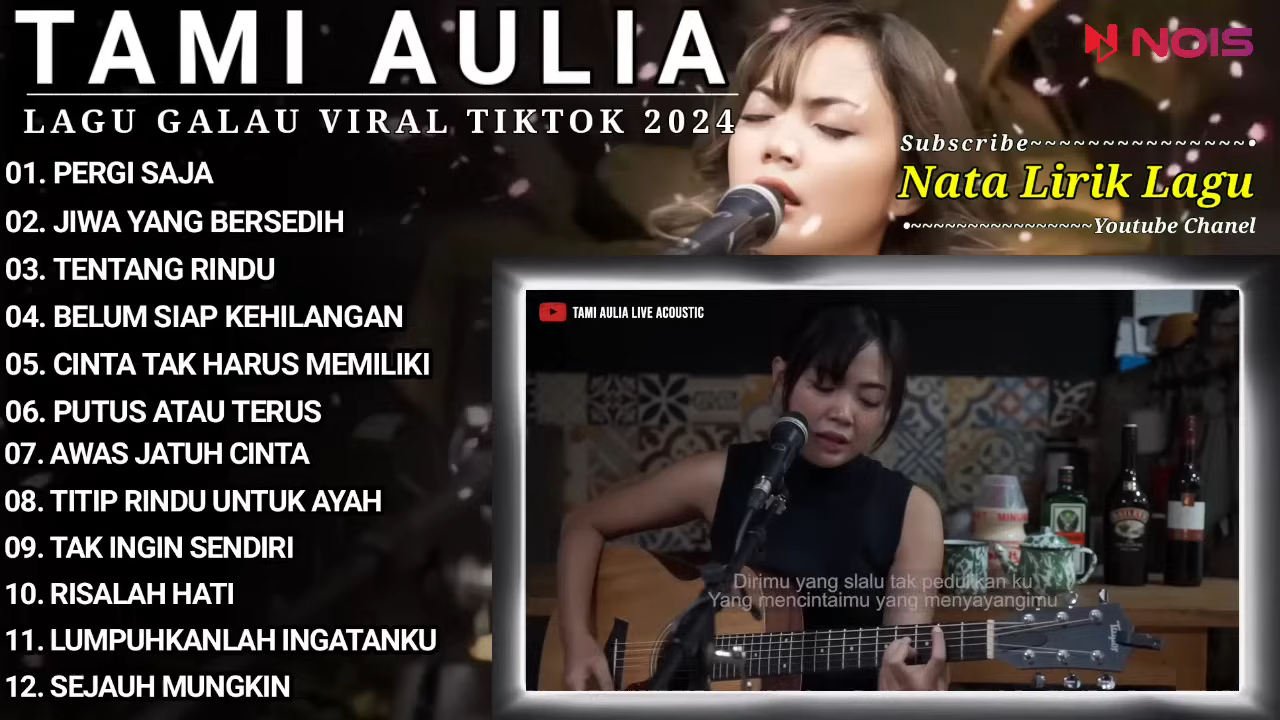 TAMI AULIA
LAGU GALAU VIRAL TIKTOK 2024
NOIS
Subscribe~~~~~~~~~~~~~~~•
Nata Lirik Lagu
•~~~~~~~~~~~~~~~~Youtube Chanel
01. PERGI SAJA
02. JIWA YANG BERSEDIH
03. TENTANG RINDU
04. BELUM SIAP KEHILANGAN
05. CINTA TAK HARUS MEMILIKI
06. PUTUS ATAU TERUS
07. AWAS JATUH CINTA
08. TITIP RINDU UNTUK AYAH
09. TAK INGIN SENDIRI
10. RISALAH HATI
11. LUMPUHKANLAH INGATANKU
12. SEJAUH MUNGKIN
TAMI AULIA LIVE ACOUSTIC
BAILEYS
Dirimu yang slalu tak pedulikan ku
Yang mencintaimu yang menyayangimu
Taylor